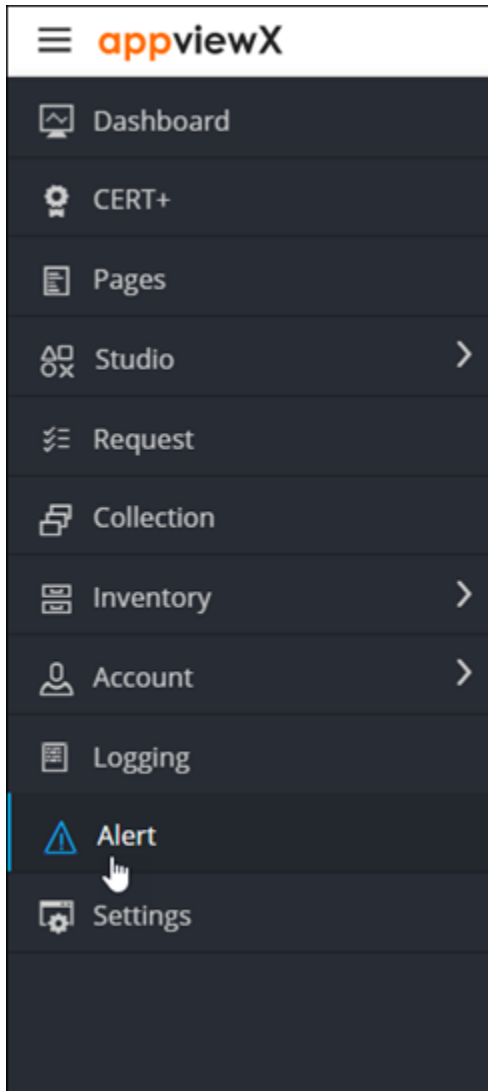 appviewX
Dashboard
CERT+
Pages
Studio
Request
Collection
Inventory
Account
Logging
Alert
Settings